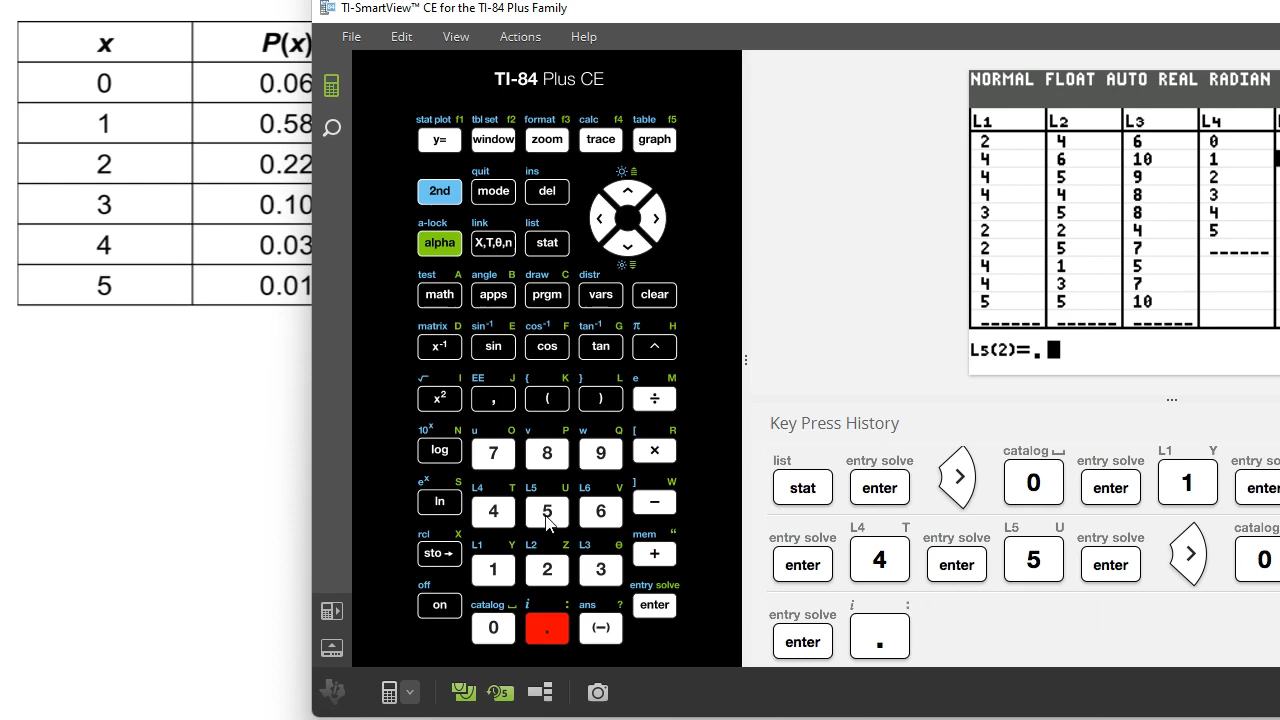 x P(x)
0 0.06
1 0.58
2 0.22
3 0.10
4 0.03
5 0.01
TI-SmartView™ CE for the TI-84 Plus Family
File Edit View Actions Help
TI-84 Plus CE
stat plot f1 tbl set f2 format f3 calc f4 table f5
y= window zoom trace graph
quit ins
2nd mode del
a-lock link list
alpha X,T,θ,n stat
test A angle B draw C distr
math apps prgm vars clear
matrix D sin⁻¹ E cos⁻¹ F tan⁻¹ G π H
x⁻¹ sin cos tan ^
√ I EE J { K } L e M
x² , ( ) ÷
10ˣ N u O v P w Q [ R
log 7 8 9 ×
eˣ S L4 T L5 U L6 V ] W
ln 4 5 6 −
rcl X L1 Y L2 Z L3 θ mem "
sto→ 1 2 3 +
off catalog i : ans ? entry solve
on 0 . (−) enter
NORMAL FLOAT AUTO REAL RADIAN
L1 L2 L3 L4
2 4 6 0
4 6 10 1
4 5 9 2
4 4 8 3
3 5 8 4
2 2 4 5
2 5 7
4 1 5
4 3 7
5 5 10
L5(2)=.
Key Press History
list entry solve catalog entry solve L1 Y entry so
stat enter 0 enter 1 enter
entry solve L4 T entry solve L5 U entry solve catalog
enter 4 enter 5 enter 0
entry solve i :
enter .